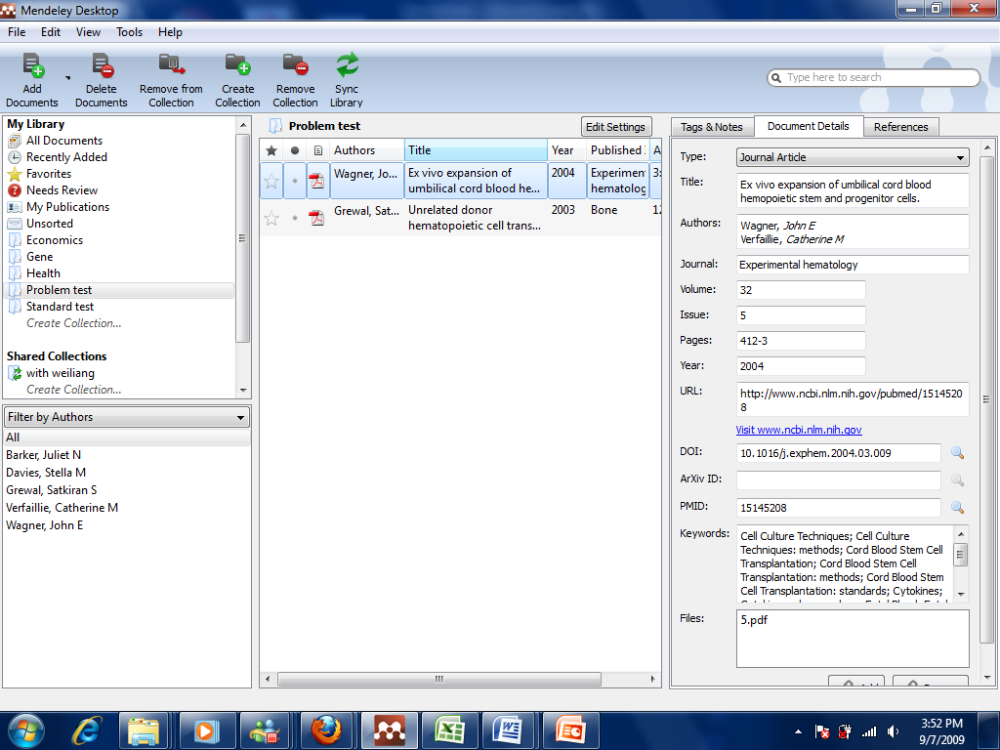 Mendeley Desktop
File Edit View Tools Help
Add Documents
Delete Documents
Remove from Collection
Create Collection
Remove Collection
Sync Library
Type here to search
My Library
All Documents
Recently Added
Favorites
Needs Review
My Publications
Unsorted
Economics
Gene
Health
Problem test
Standard test
Create Collection...
Shared Collections
with weiliang
Create Collection...
Filter by Authors
All
Barker, Juliet N
Davies, Stella M
Grewal, Satkiran S
Verfaillie, Catherine M
Wagner, John E
Problem test
Edit Settings
Authors Title Year Published
Wagner, Jo... Ex vivo expansion of 2004
umbilical cord blood he...
Grewal, Sat... Unrelated donor 2003 Bone
hematopoietic cell trans...
Tags & Notes Document Details References
Type: Journal Article
Title: Ex vivo expansion of umbilical cord blood
hemopoietic stem and progenitor cells.
Authors: Wagner, John E
Verfaillie, Catherine M
Journal: Experimental hematology
Volume: 32
Issue: 5
Pages: 412-3
Year: 2004
URL: http://www.ncbi.nlm.nih.gov/pubmed/1514520
8
Visit www.ncbi.nlm.nih.gov
DOI: 10.1016/j.exphem.2004.03.009
ArXiv ID:
PMID: 15145208
Keywords: Cell Culture Techniques; Cell Culture
Techniques: methods; Cord Blood Stem Cell
Transplantation; Cord Blood Stem Cell
Transplantation: methods; Cord Blood Stem
Cell Transplantation: standards; Cytokines;
Files: 5.pdf
3:52 PM
9/7/2009